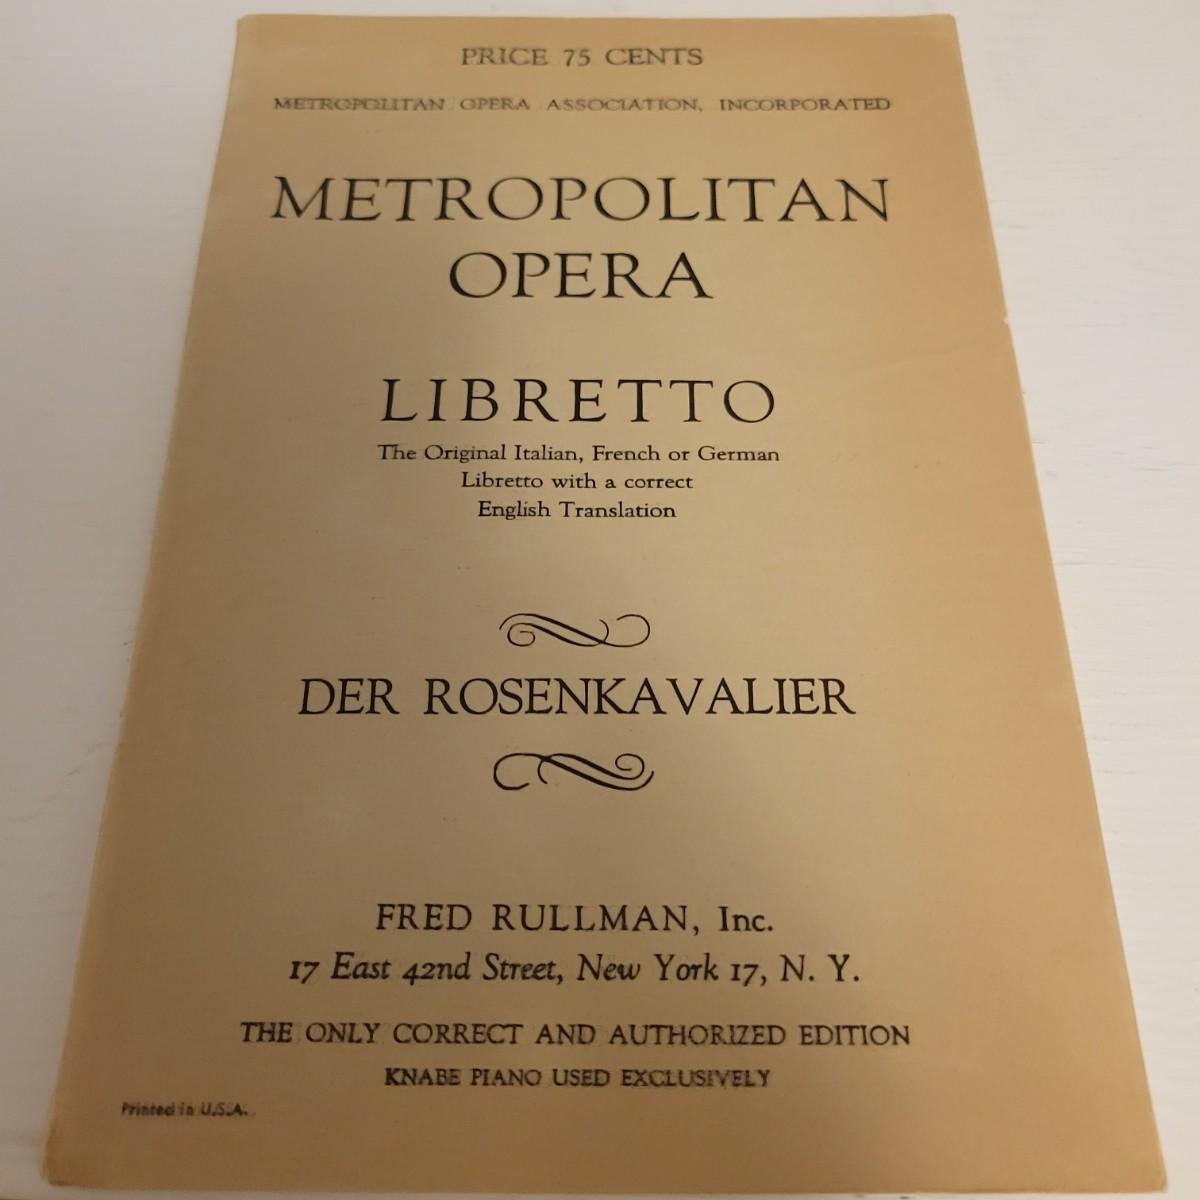 PRICE 75 CENTS
METROPOLITAN OPERA ASSOCIATION, INCORPORATED
METROPOLITAN
OPERA
LIBRETTO
The Original Italian, French or German
Libretto with a correct
English Translation
DER ROSENKAVALIER
FRED RULLMAN, Inc.
17 East 42nd Street, New York 17, N. Y.
THE ONLY CORRECT AND AUTHORIZED EDITION
KNABE PIANO USED EXCLUSIVELY
Printed in U.S.A.